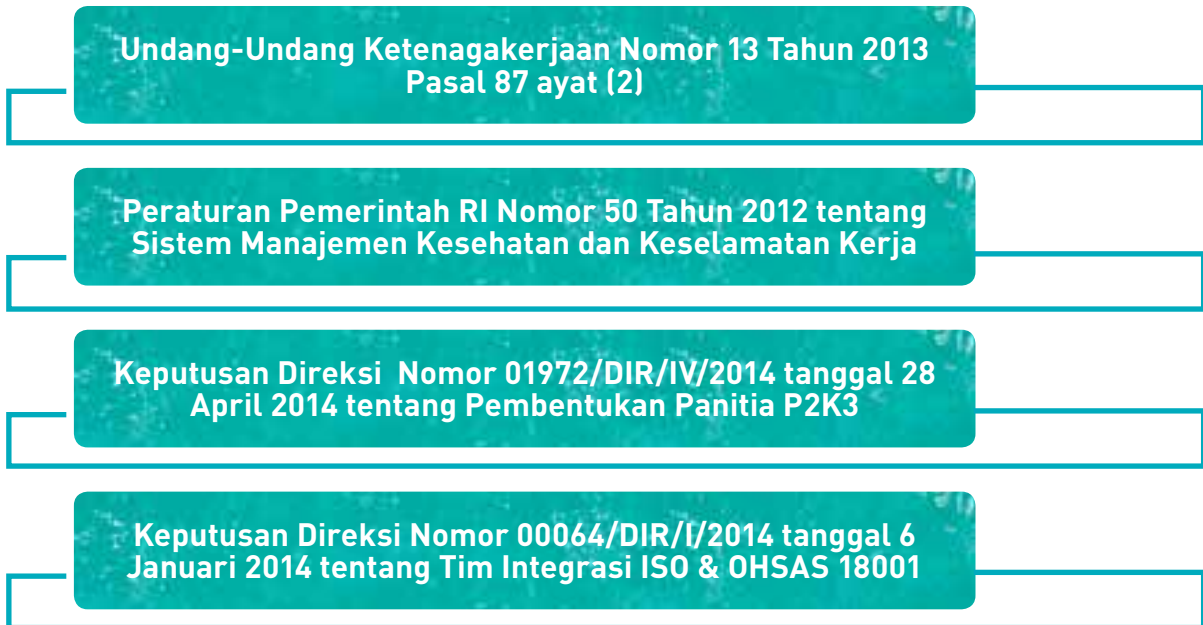 Undang-Undang Ketenagakerjaan Nomor 13 Tahun 2013
Pasal 87 ayat (2)
Peraturan Pemerintah RI Nomor 50 Tahun 2012 tentang
Sistem Manajemen Kesehatan dan Keselamatan Kerja
Keputusan Direksi Nomor 01972/DIR/IV/2014 tanggal 28
April 2014 tentang Pembentukan Panitia P2K3
Keputusan Direksi Nomor 00064/DIR/I/2014 tanggal 6
Januari 2014 tentang Tim Integrasi ISO & OHSAS 18001